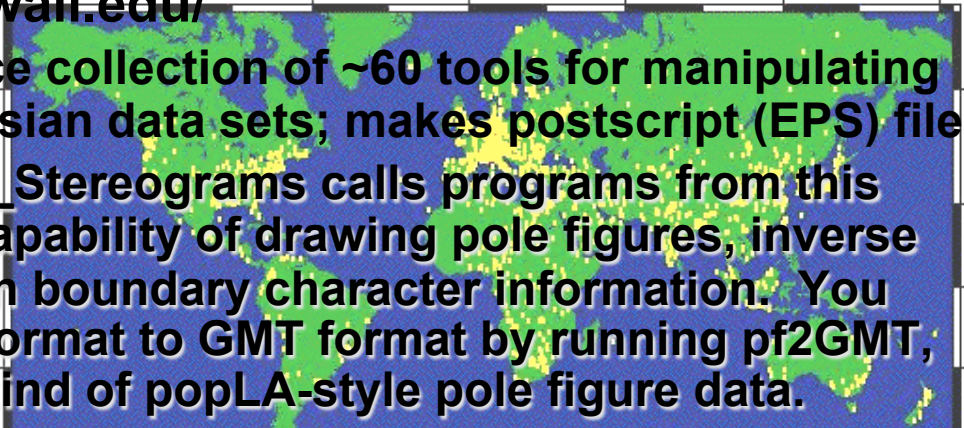 waii.edu/
ce collection of ~60 tools for manipulating
sian data sets; makes postscript (EPS) file
_Stereograms calls programs from this
apability of drawing pole figures, inverse
n boundary character information. You
ormat to GMT format by running pf2GMT,
ind of popLA-style pole figure data.